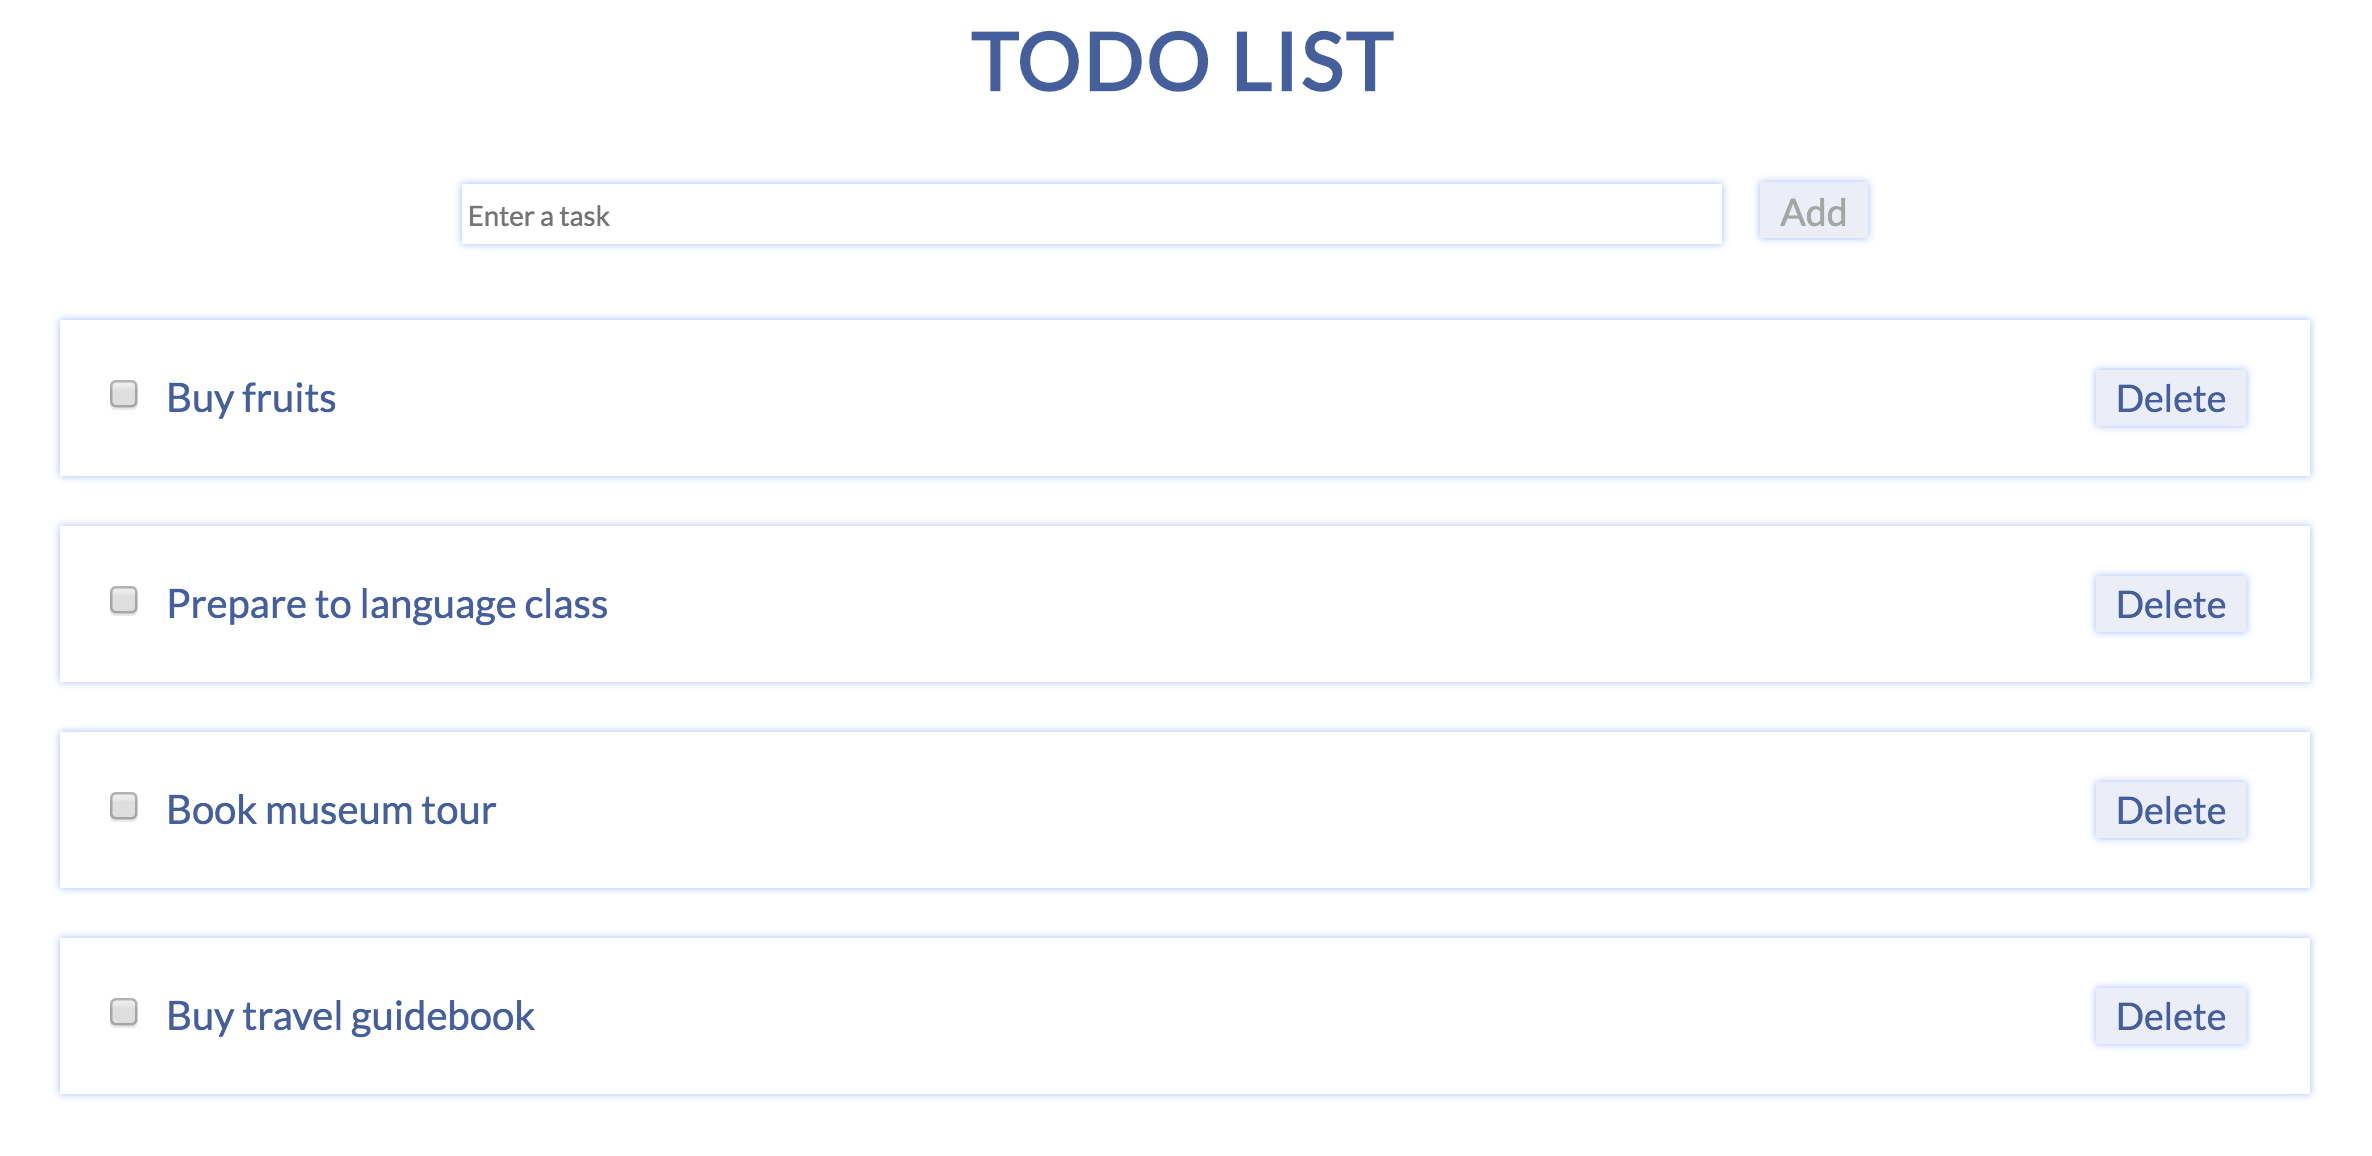 TODO LIST
Enter a task
Add
Buy fruits
Delete
Prepare to language class
Delete
Book museum tour
Delete
Buy travel guidebook
Delete